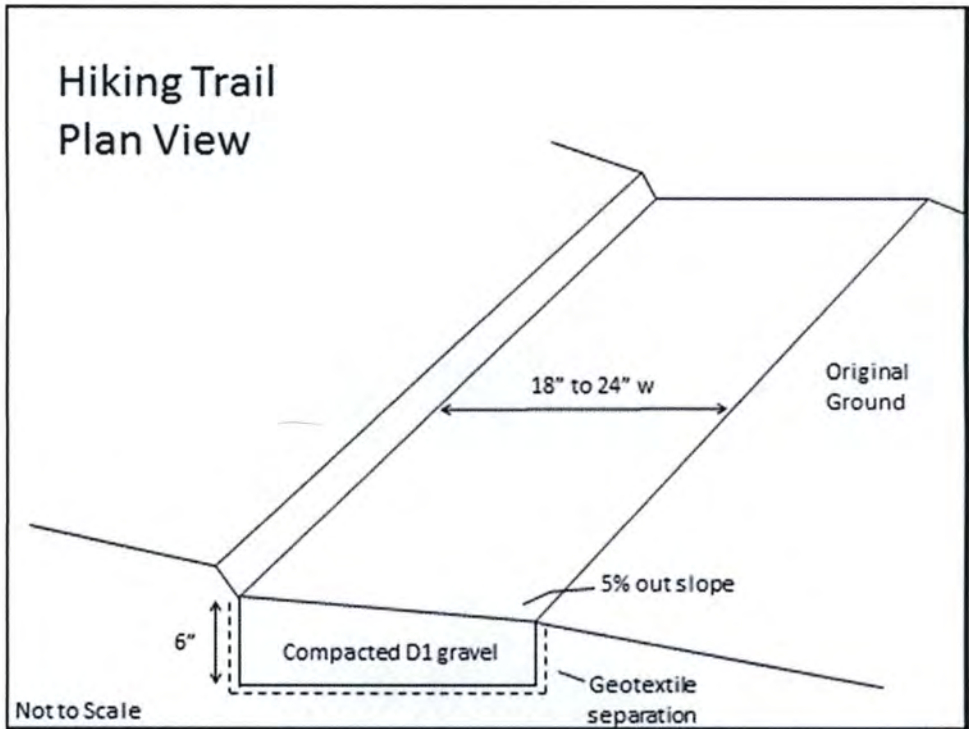 Hiking Trail
Plan View
18" to 24" w
Original
Ground
5% out slope
6"
Compacted D1 gravel
Geotextile
separation
Not to Scale